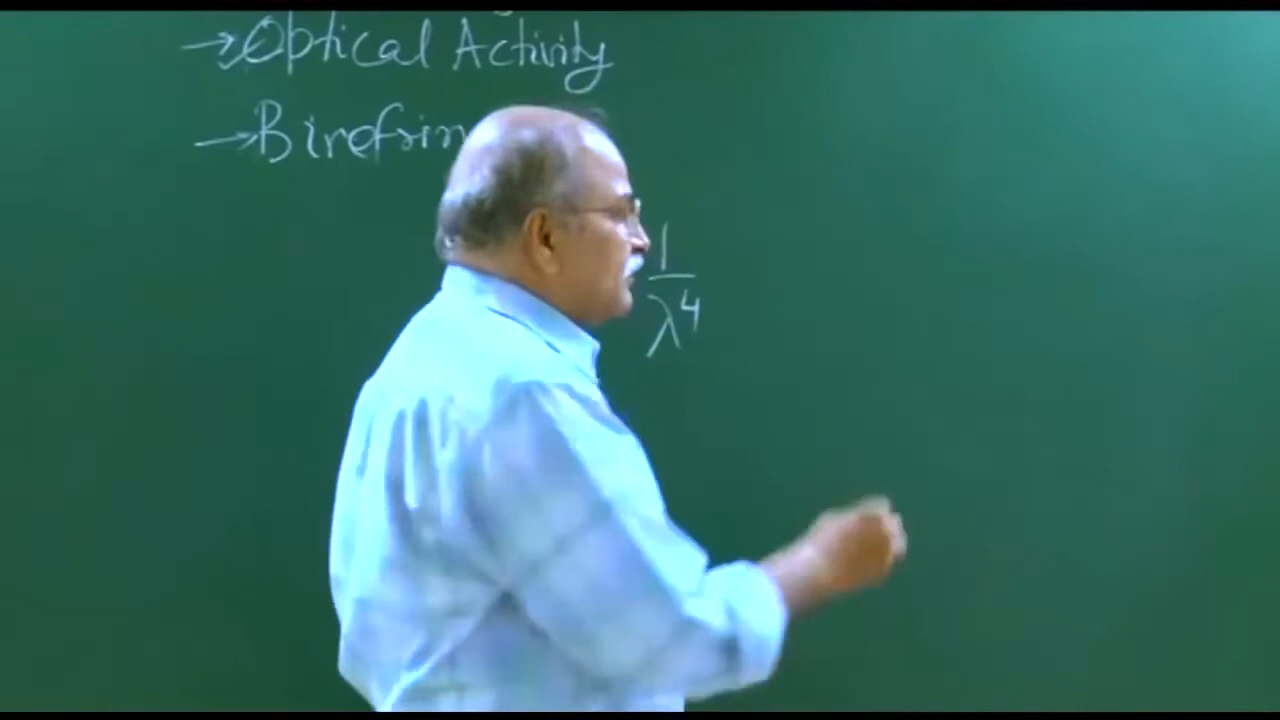 → Optical Activity
→ Birefrin
1
λ⁴